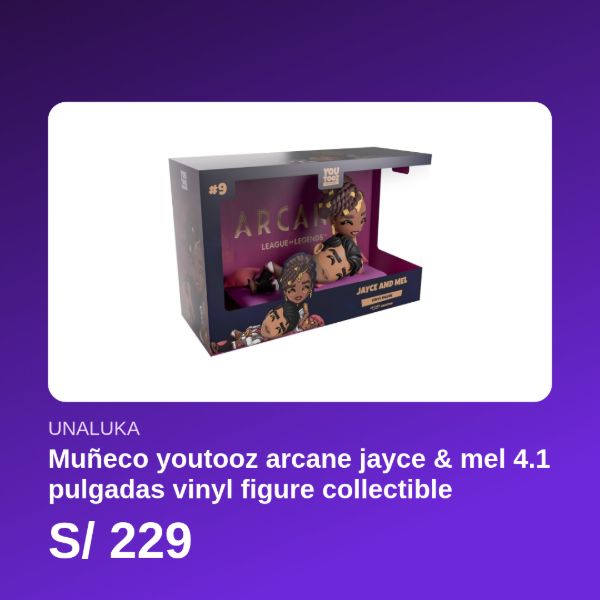 #9
YOU
TOOZ
ARCANE
LEAGUE OF LEGENDS
JAYCE AND MEL
UNALUKA
Muñeco youtooz arcane jayce & mel 4.1
pulgadas vinyl figure collectible
S/ 229